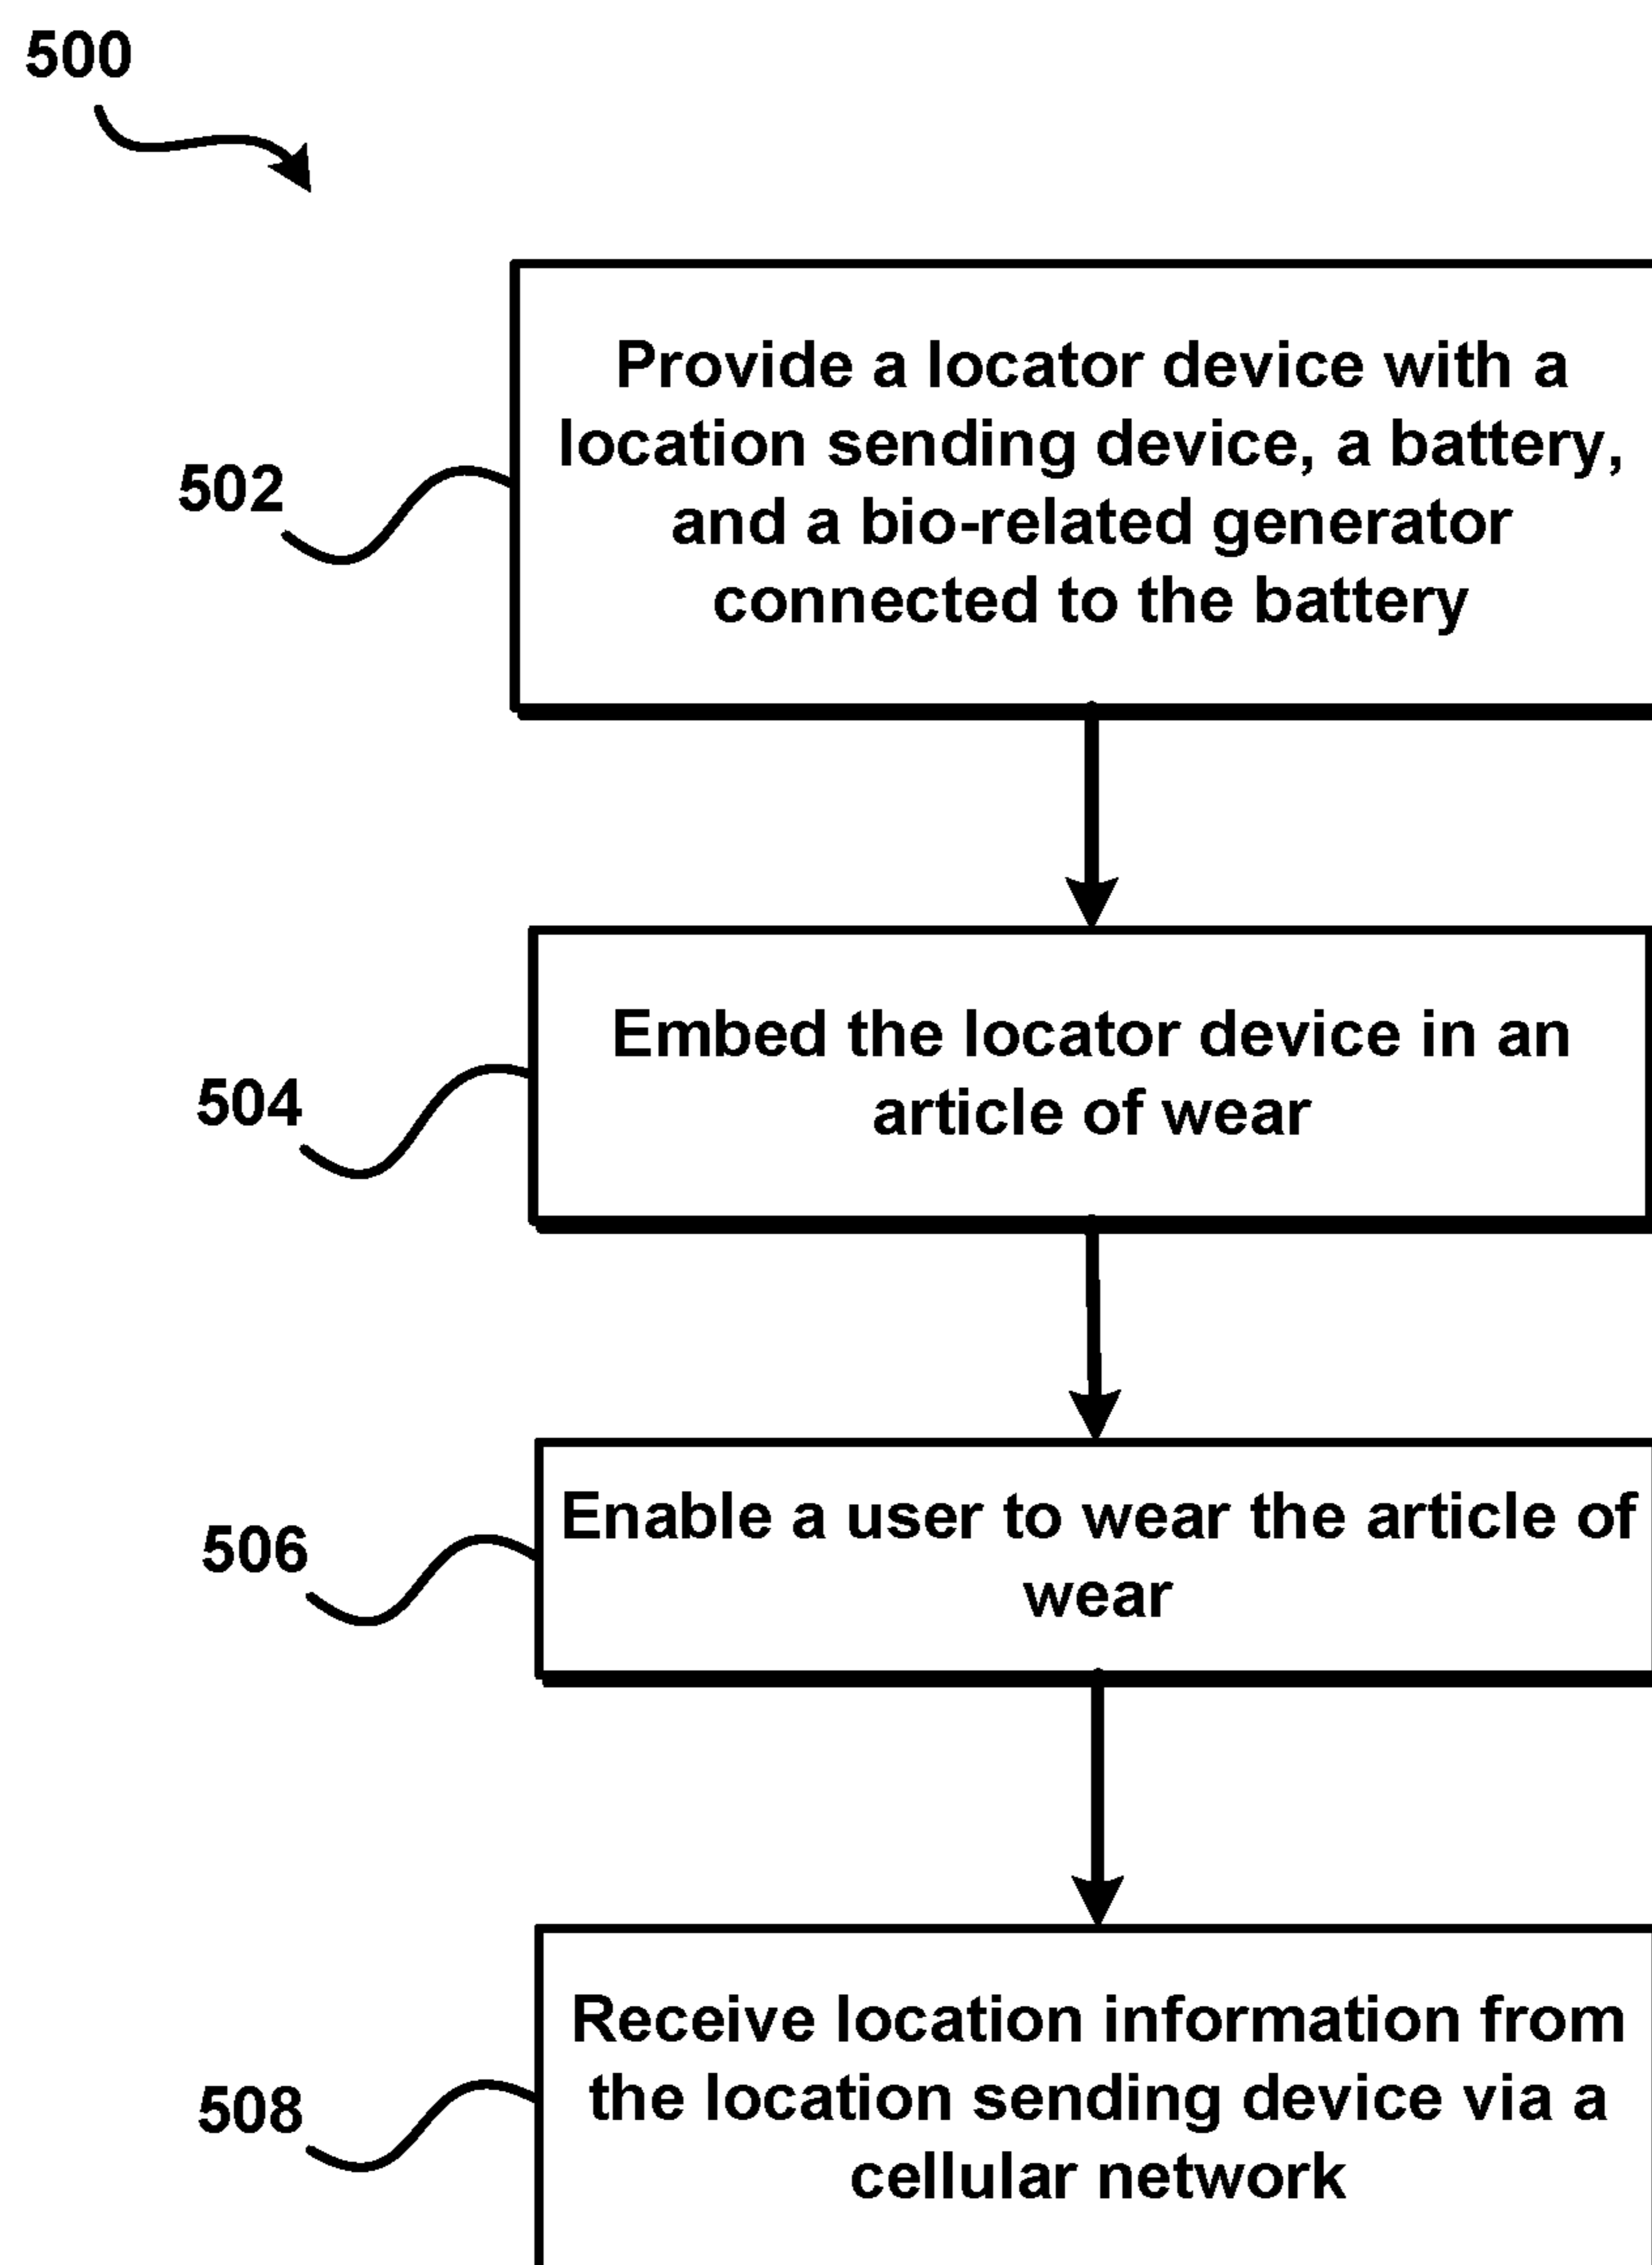 500
502
Provide a locator device with a
location sending device, a battery,
and a bio-related generator
connected to the battery
504
Embed the locator device in an
article of wear
506
Enable a user to wear the article of
wear
508
Receive location information from
the location sending device via a
cellular network